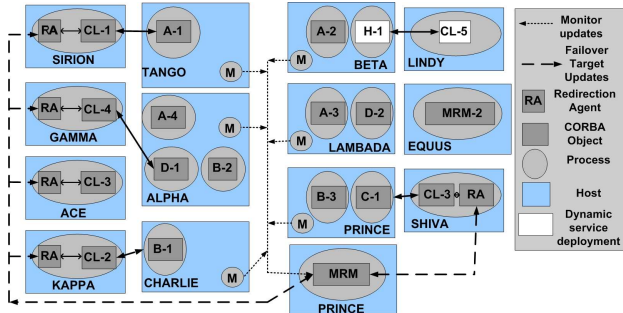 RA CL-1
SIRION
A-1
TANGO
M
RA CL-4
GAMMA
A-4
D-1
B-2
M
ALPHA
RA CL-3
ACE
RA CL-2
KAPPA
B-1
M
CHARLIE
A-2
H-1
M
BETA
CL-5
LINDY
A-3
D-2
M
LAMBADA
MRM-2
EQUUS
B-3
C-1
M
PRINCE
CL-3 RA
SHIVA
MRM
PRINCE
Monitor
updates
Failover
Target
Updates
RA
Redirection
Agent
CORBA
Object
Process
Host
Dynamic
service
deployment